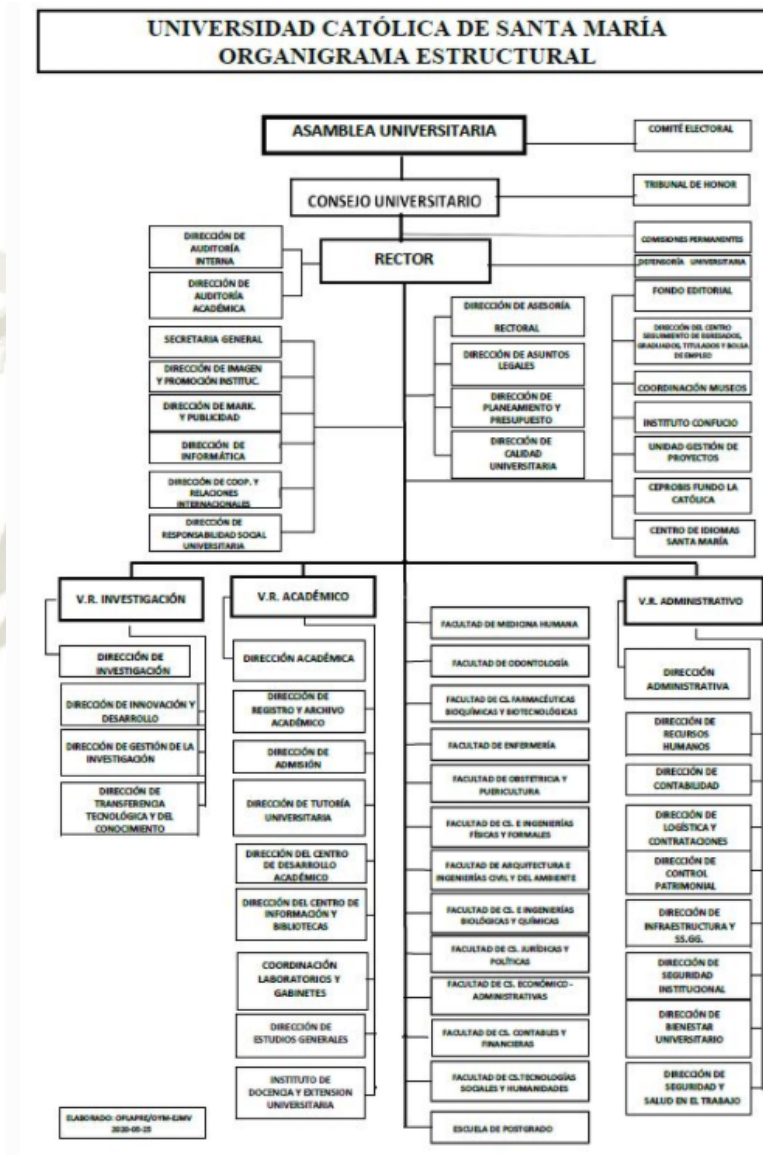 UNIVERSIDAD CATÓLICA DE SANTA MARÍA
ORGANIGRAMA ESTRUCTURAL
ASAMBLEA UNIVERSITARIA
COMITÉ ELECTORAL
CONSEJO UNIVERSITARIO
TRIBUNAL DE HONOR
COMISIONES PERMANENTES
RECTOR
DEFENSORÍA UNIVERSITARIA
DIRECCIÓN DE
AUDITORÍA
INTERNA
DIRECCIÓN DE
AUDITORÍA
ACADÉMICA
SECRETARIA GENERAL
DIRECCIÓN DE IMAGEN
Y PROMOCIÓN INSTITUC.
DIRECCIÓN DE MARK.
Y PUBLICIDAD
DIRECCIÓN DE
INFORMÁTICA
DIRECCIÓN DE COOP. Y
RELACIONES
INTERNACIONALES
DIRECCIÓN DE
RESPONSABILIDAD SOCIAL
UNIVERSITARIA
DIRECCIÓN DE ASESORÍA
RECTORAL
DIRECCIÓN DE ASUNTOS
LEGALES
DIRECCIÓN DE
PLANEAMIENTO Y
PRESUPUESTO
DIRECCIÓN DE
CALIDAD
UNIVERSITARIA
FONDO EDITORIAL
DIRECCIÓN DEL CENTRO
SEGUIMIENTO DE EGRESADOS,
GRADUADOS, TITULADOS Y BOLSA
DE EMPLEO
COORDINACIÓN MUSEOS
INSTITUTO CONFUCIO
UNIDAD GESTIÓN DE
PROYECTOS
CEPROBIS FUNDO LA
CATÓLICA
CENTRO DE IDIOMAS
SANTA MARÍA
V.R. INVESTIGACIÓN
DIRECCIÓN DE
INVESTIGACIÓN
DIRECCIÓN DE INNOVACIÓN Y
DESARROLLO
DIRECCIÓN DE GESTIÓN DE LA
INVESTIGACIÓN
DIRECCIÓN DE
TRANSFERENCIA
TECNOLÓGICA Y DEL
CONOCIMIENTO
V.R. ACADÉMICO
DIRECCIÓN ACADÉMICA
DIRECCIÓN DE
REGISTRO Y ARCHIVO
ACADÉMICO
DIRECCIÓN DE
ADMISIÓN
DIRECCIÓN DE TUTORÍA
UNIVERSITARIA
DIRECCIÓN DEL CENTRO
DE DESARROLLO
ACADÉMICO
DIRECCIÓN DEL CENTRO DE
INFORMACIÓN Y
BIBLIOTECAS
COORDINACIÓN
LABORATORIOS Y
GABINETES
DIRECCIÓN DE
ESTUDIOS GENERALES
INSTITUTO DE
DOCENCIA Y EXTENSION
UNIVERSITARIA
FACULTAD DE MEDICINA HUMANA
FACULTAD DE ODONTOLOGÍA
FACULTAD DE CS. FARMACÉUTICAS
BIOQUÍMICAS Y BIOTECNOLÓGICAS
FACULTAD DE ENFERMERÍA
FACULTAD DE OBSTETRICIA Y
PUERICULTURA
FACULTAD DE CS. E INGENIERÍAS
FÍSICAS Y FORMALES
FACULTAD DE ARQUITECTURA E
INGENIERÍAS CIVIL Y DEL AMBIENTE
FACULTAD DE CS. E INGENIERÍAS
BIOLÓGICAS Y QUÍMICAS
FACULTAD DE CS. JURÍDICAS Y
POLÍTICAS
FACULTAD DE CS. ECONÓMICO -
ADMINISTRATIVAS
FACULTAD DE CS. CONTABLES Y
FINANCIERAS
FACULTAD DE CS.TECNOLOGÍAS
SOCIALES Y HUMANIDADES
ESCUELA DE POSTGRADO
V.R. ADMINISTRATIVO
DIRECCIÓN
ADMINISTRATIVA
DIRECCIÓN DE
RECURSOS
HUMANOS
DIRECCIÓN DE
CONTABILIDAD
DIRECCIÓN DE
LOGÍSTICA Y
CONTRATACIONES
DIRECCIÓN DE
CONTROL
PATRIMONIAL
DIRECCIÓN DE
INFRAESTRUCTURA Y
SS.GG.
DIRECCIÓN DE
SEGURIDAD
INSTITUCIONAL
DIRECCIÓN DE
BIENESTAR
UNIVERSITARIO
DIRECCIÓN DE
SEGURIDAD Y
SALUD EN EL TRABAJO
ELABORADO: OPLAPRE/OYM-EJMV
2020-05-25